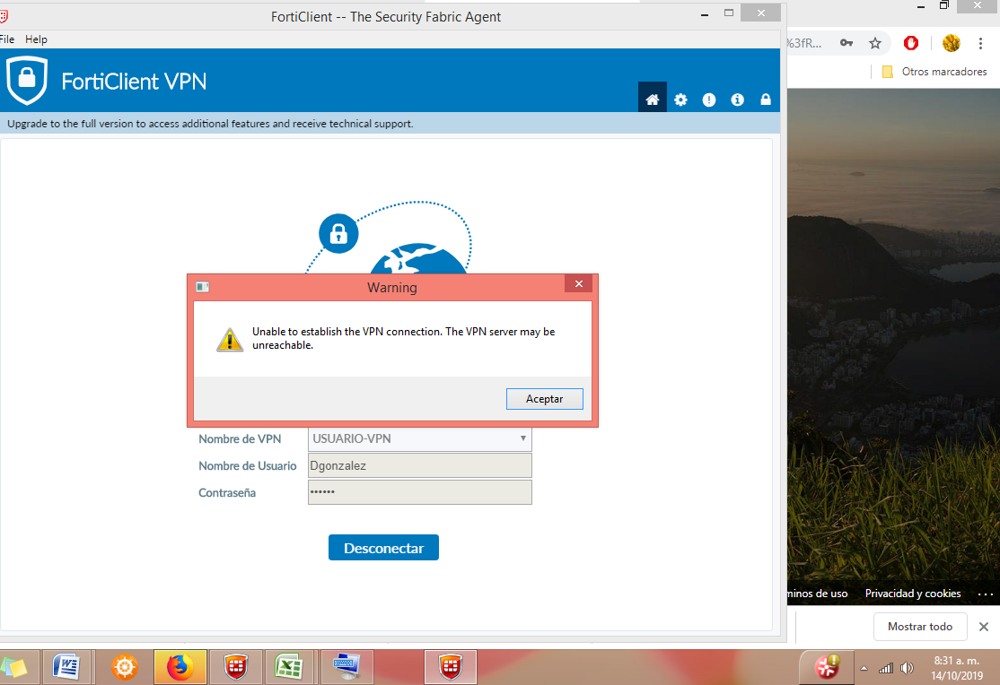 FortiClient -- The Security Fabric Agent
File Help
%3fR...
FortiClient VPN
Otros marcadores
Upgrade to the full version to access additional features and receive technical support.
Warning
Unable to establish the VPN connection. The VPN server may be
unreachable.
Aceptar
Nombre de VPN USUARIO-VPN
Nombre de Usuario Dgonzalez
Contraseña ••••••
Desconectar
minos de uso Privacidad y cookies ...
Mostrar todo
8:31 a. m.
14/10/2019